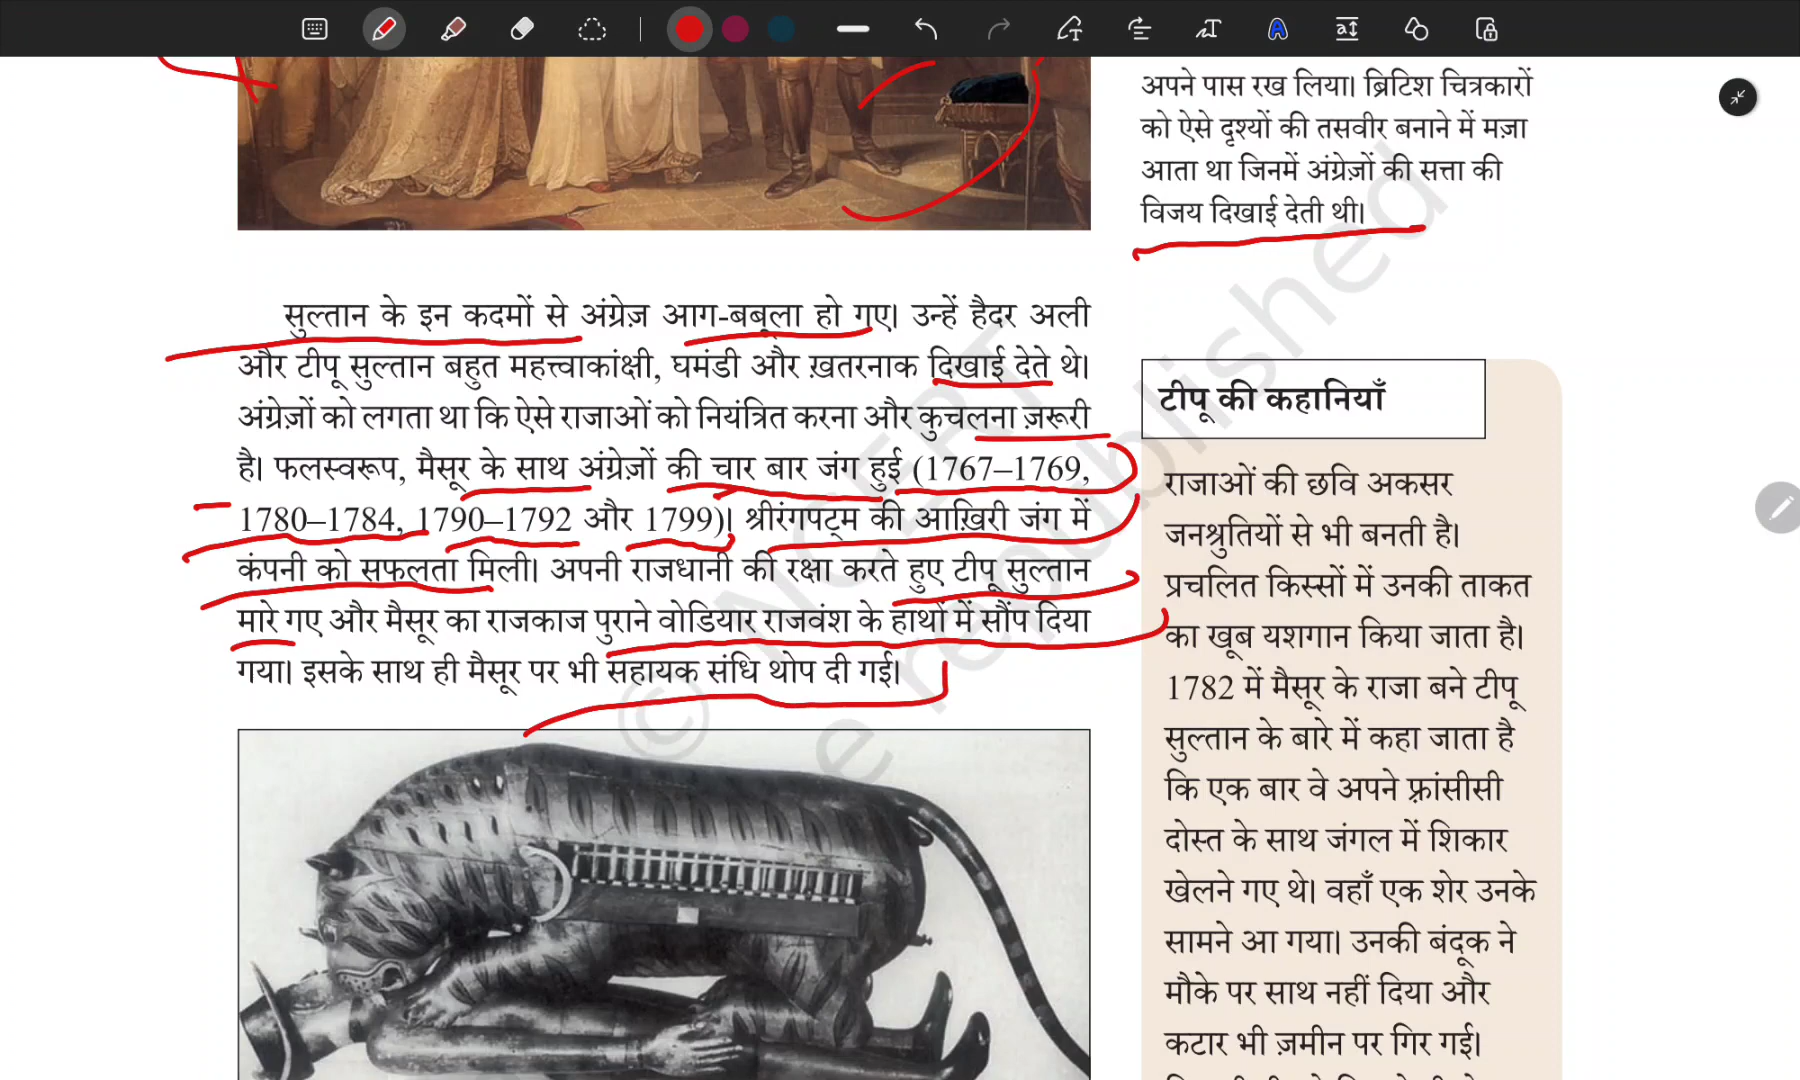 अपने पास रख लिया। ब्रिटिश चित्रकारों
को ऐसे दृश्यों की तसवीर बनाने में मज़ा
आता था जिनमें अंग्रेज़ों की सत्ता की
विजय दिखाई देती थी।
सुल्तान के इन कदमों से अंग्रेज़ आग-बबूला हो गए। उन्हें हैदर अली
और टीपू सुल्तान बहुत महत्त्वाकांक्षी, घमंडी और ख़तरनाक दिखाई देते थे।
अंग्रेज़ों को लगता था कि ऐसे राजाओं को नियंत्रित करना और कुचलना ज़रूरी
है। फलस्वरूप, मैसूर के साथ अंग्रेज़ों की चार बार जंग हुई (1767–1769,
1780–1784, 1790–1792 और 1799)। श्रीरंगपट्म की आख़िरी जंग में
कंपनी को सफलता मिली। अपनी राजधानी की रक्षा करते हुए टीपू सुल्तान
मारे गए और मैसूर का राजकाज पुराने वोडियार राजवंश के हाथों में सौंप दिया
गया। इसके साथ ही मैसूर पर भी सहायक संधि थोप दी गई।
टीपू की कहानियाँ
राजाओं की छवि अकसर
जनश्रुतियों से भी बनती है।
प्रचलित किस्सों में उनकी ताकत
का खूब यशगान किया जाता है।
1782 में मैसूर के राजा बने टीपू
सुल्तान के बारे में कहा जाता है
कि एक बार वे अपने फ़्रांसीसी
दोस्त के साथ जंगल में शिकार
खेलने गए थे। वहाँ एक शेर उनके
सामने आ गया। उनकी बंदूक ने
मौके पर साथ नहीं दिया और
कटार भी ज़मीन पर गिर गई।
© NCERT
e republished